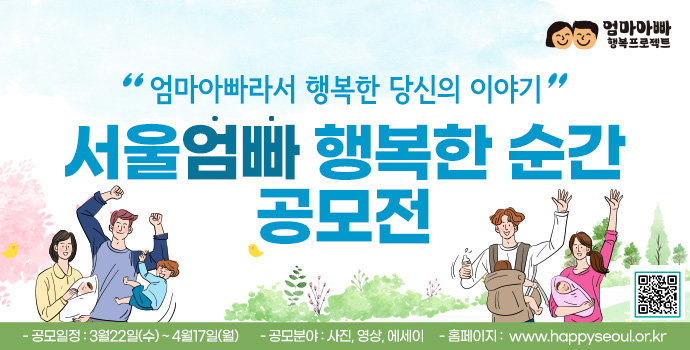 엄마아빠
행복프로젝트
“엄마아빠라서 행복한 당신의 이야기”
서울엄빠 행복한 순간
공모전
- 공모일정 : 3월22일(수) ~ 4월17일(월) - 공모분야 : 사진, 영상, 에세이 - 홈페이지 : www.happyseoul.or.kr